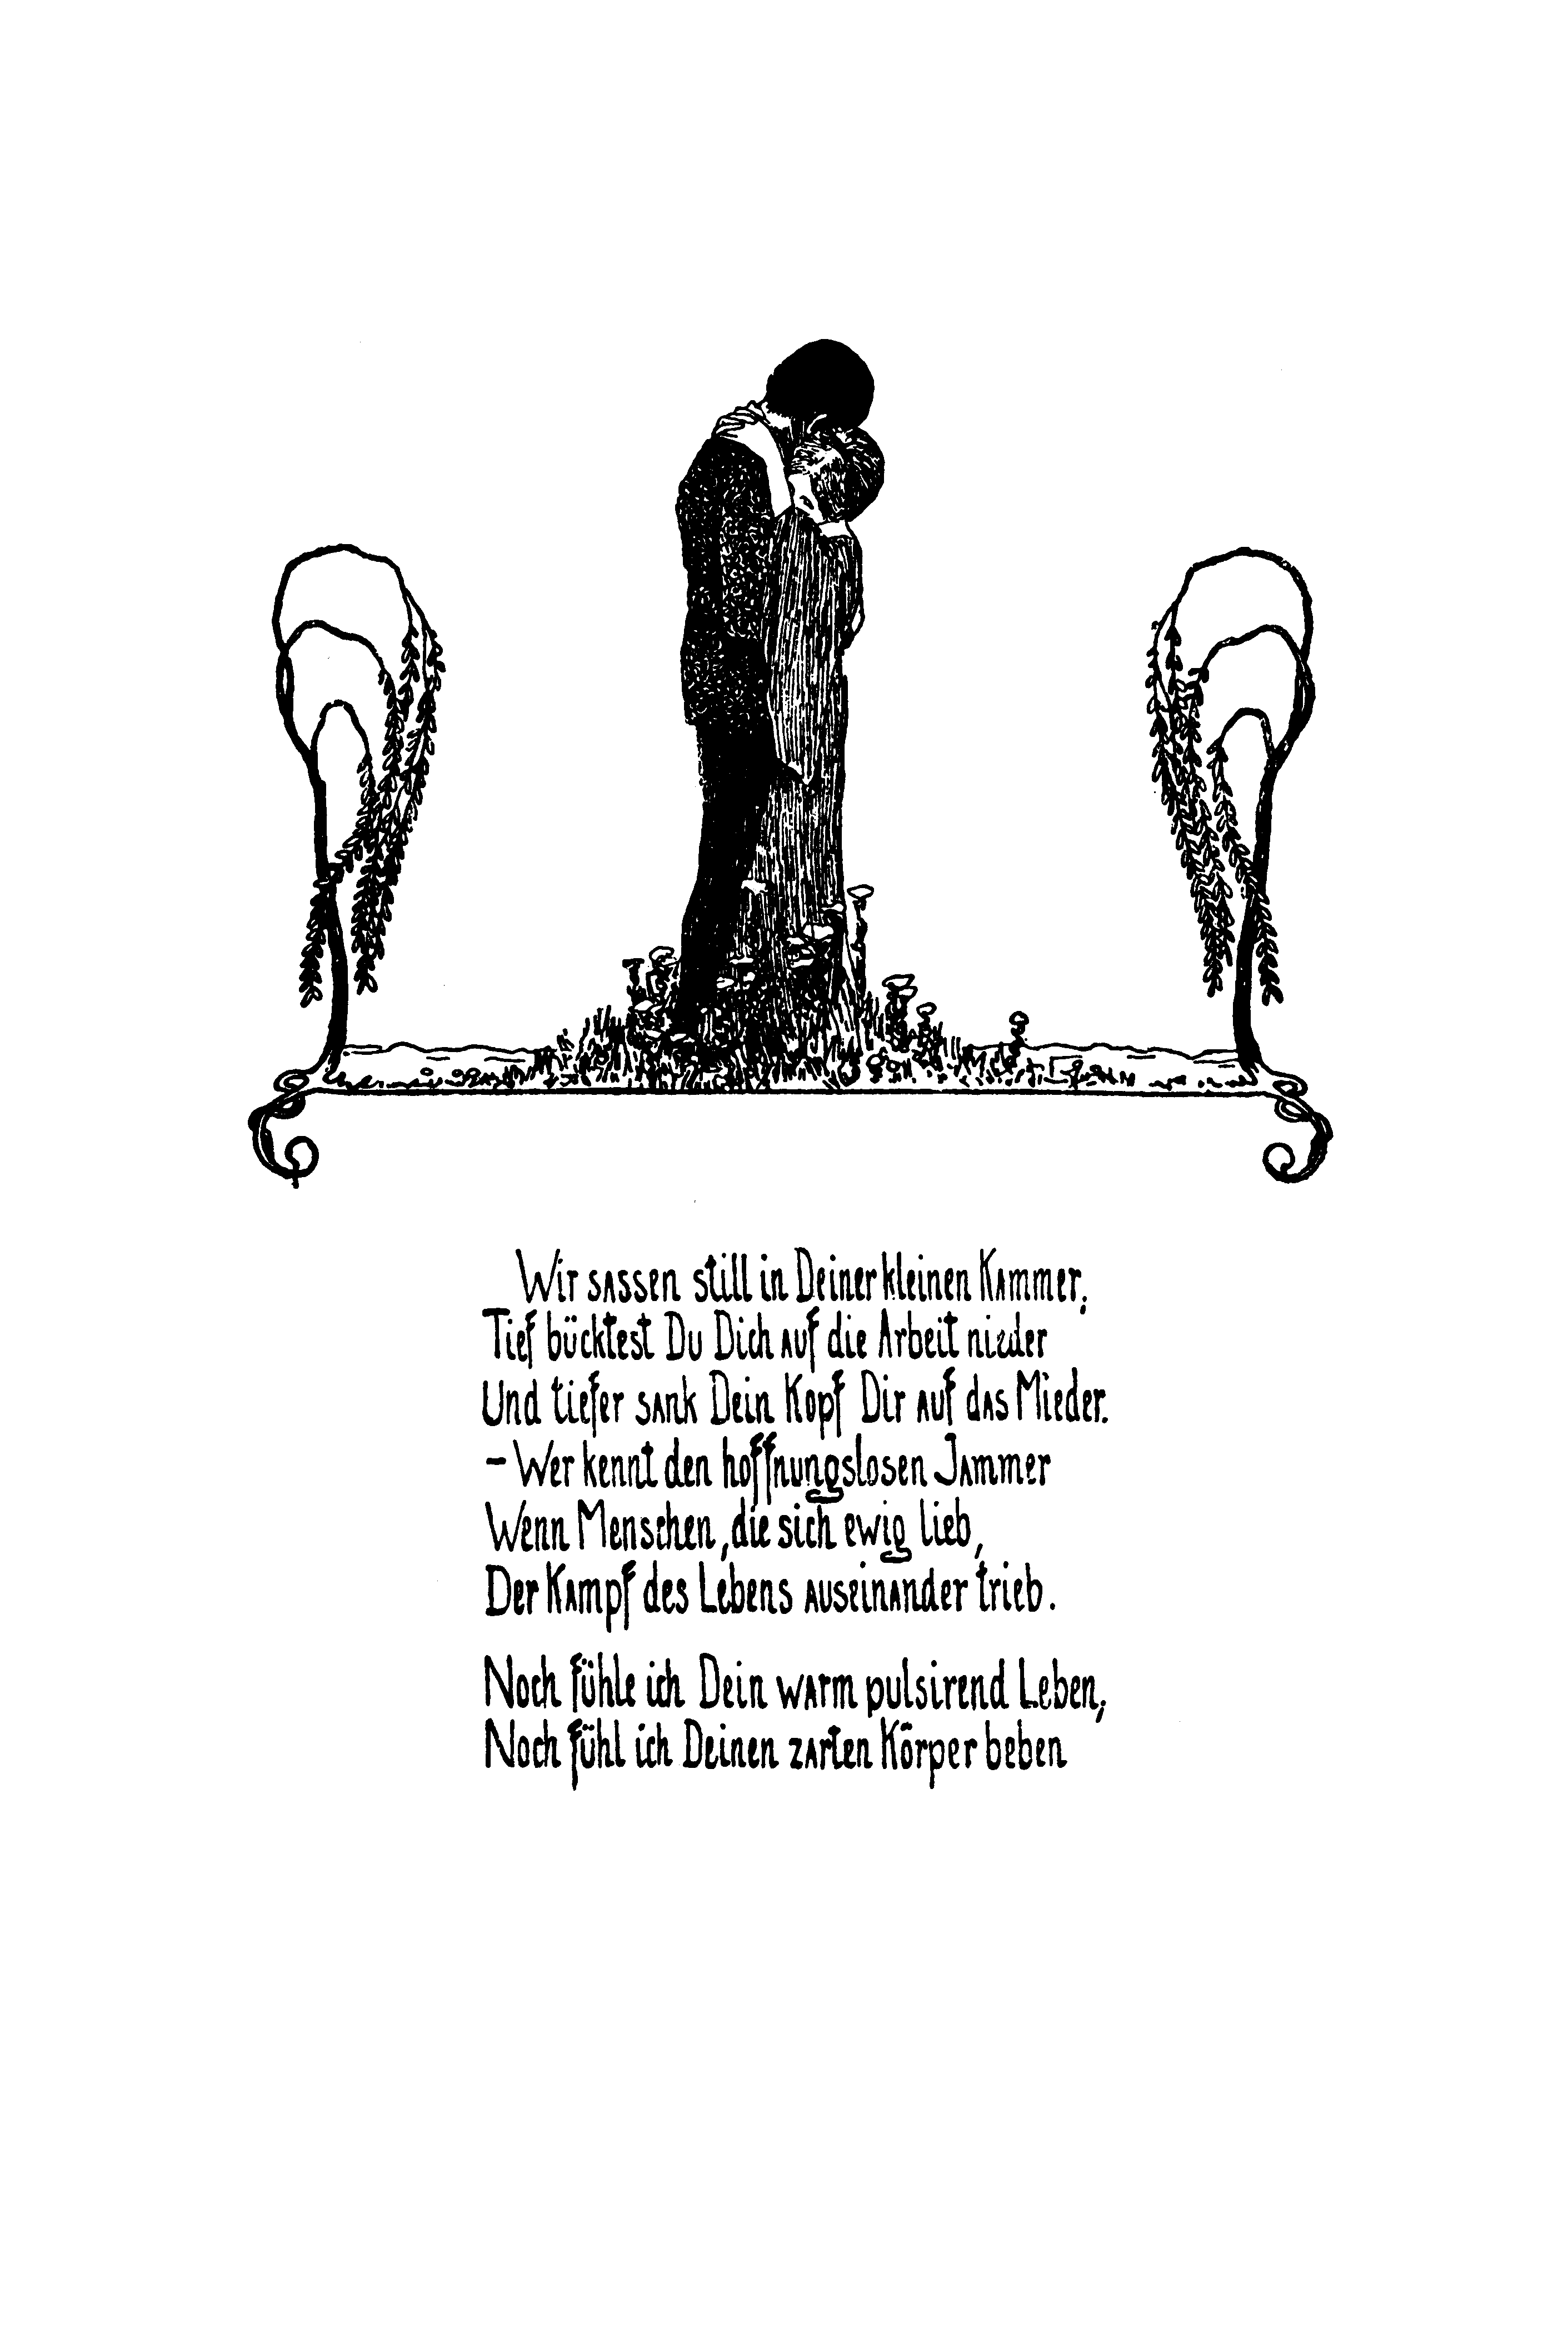 Wir sassen still in Deiner kleinen Kammer;
Tief bücktest Du Dich auf die Arbeit nieder
Und tiefer sank Dein Kopf Dir auf das Mieder.
– Wer kennt den hoffnungslosen Jammer
Wenn Menschen, die sich ewig lieb,
Der Kampf des Lebens auseinander trieb.
Noch fühle ich Dein warm pulsirend Leben;
Noch fühl ich Deinen zarten Körper beben